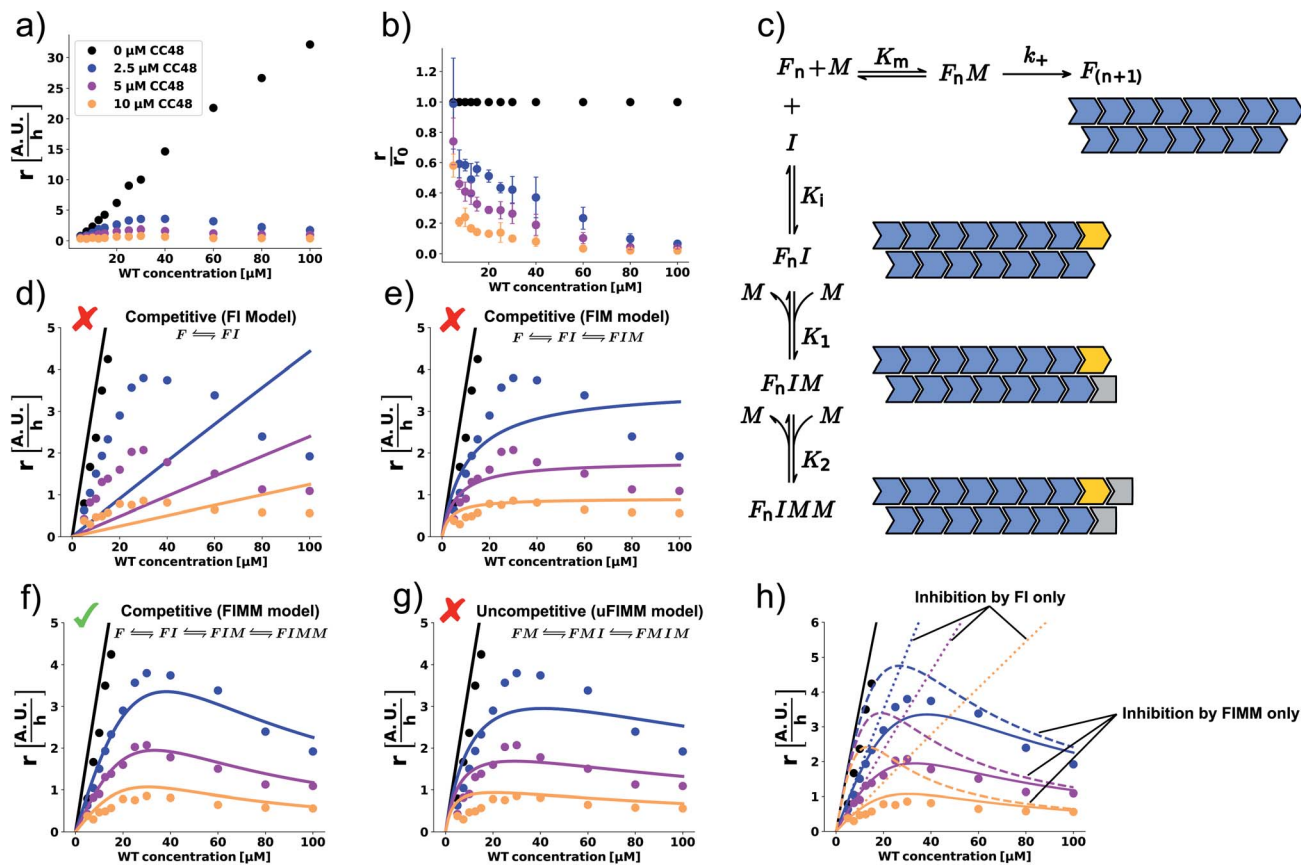 a)
r [A. U. / h]
30
25
20
15
10
5
0
0 µM CC48
2.5 µM CC48
5 µM CC48
10 µM CC48
20 40 60 80 100
WT concentration [µM]
b)
r/r₀
1.0
0.8
0.6
0.4
0.2
0.0
20 40 60 80 100
WT concentration [µM]
c)
Fₙ + M ⇌ Kₘ FₙM → k₊ F₍ₙ₊₁₎
+
I
Kᵢ
FₙI
M M
K₁
FₙIM
M M
K₂
FₙIMM
d)
Competitive (FI Model)
F ⇌ FI
r [A. U. / h]
5
4
3
2
1
0
0 20 40 60 80 100
WT concentration [µM]
e)
Competitive (FIM model)
F ⇌ FI ⇌ FIM
r [A. U. / h]
5
4
3
2
1
0
0 20 40 60 80 100
WT concentration [µM]
f)
Competitive (FIMM model)
F ⇌ FI ⇌ FIM ⇌ FIMM
r [A. U. / h]
5
4
3
2
1
0
0 20 40 60 80 100
WT concentration [µM]
g)
Uncompetitive (uFIMM model)
FM ⇌ FMI ⇌ FMIM
r [A. U. / h]
5
4
3
2
1
0
0 20 40 60 80 100
WT concentration [µM]
h)
Inhibition by FI only
Inhibition by FIMM only
r [A. U. / h]
6
5
4
3
2
1
0
0 20 40 60 80 100
WT concentration [µM]